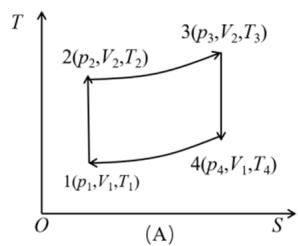 T
3(p₃,V₂,T₃)
2(p₂,V₂,T₂)
1(p₁,V₁,T₁)
4(p₄,V₁,T₄)
O
S
(A)